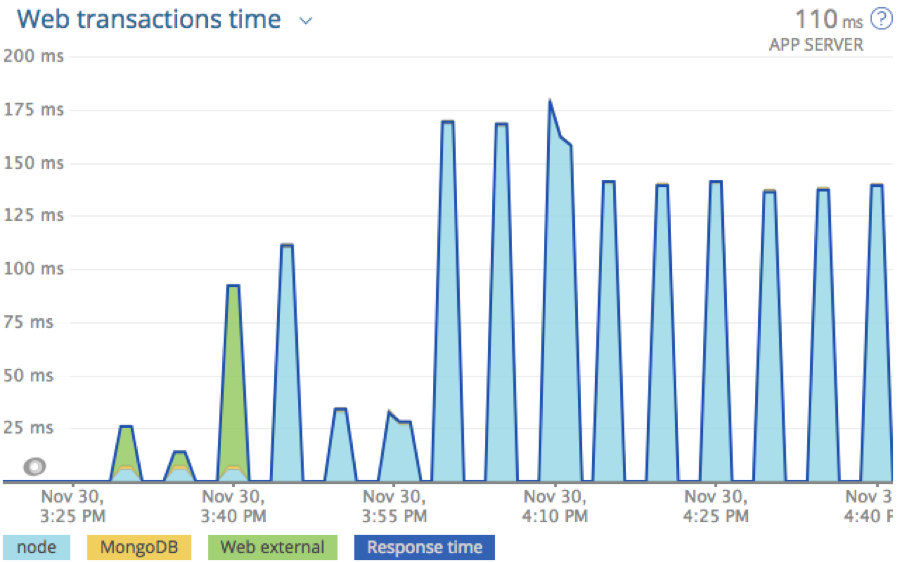 Web transactions time
110 ms ?
APP SERVER
200 ms
175 ms
150 ms
125 ms
100 ms
75 ms
50 ms
25 ms
Nov 30, Nov 30, Nov 30, Nov 30, Nov 30, Nov 3
3:25 PM 3:40 PM 3:55 PM 4:10 PM 4:25 PM 4:40 P
node MongoDB Web external Response time